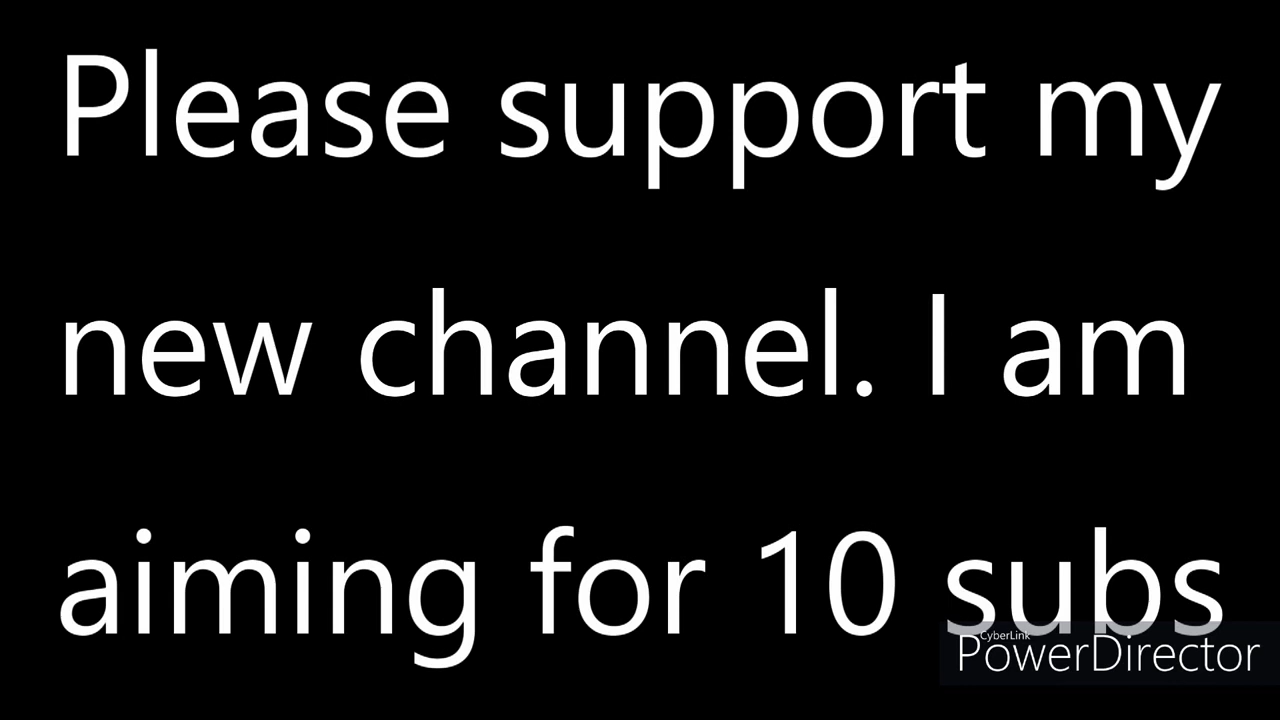 Please support my
new channel. I am
aiming for 10 subs
CyberLink
PowerDirector